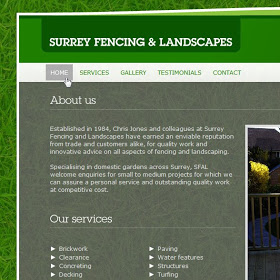 SURREY FENCING & LANDSCAPES
HOME SERVICES GALLERY TESTIMONIALS CONTACT
About us
Established in 1984, Chris Jones and colleagues at Surrey
Fencing and Landscapes have earned an enviable reputation
from trade and customers alike, for quality work and
innovative advice on all aspects of fencing and landscaping.
Specialising in domestic gardens across Surrey, SFAL
welcome enquiries for small to medium projects for which we
can assure a personal service and outstanding quality work
at competitive cost.
Our services
Brickwork
Clearance
Concreting
Decking
Paving
Water features
Structures
Turfing